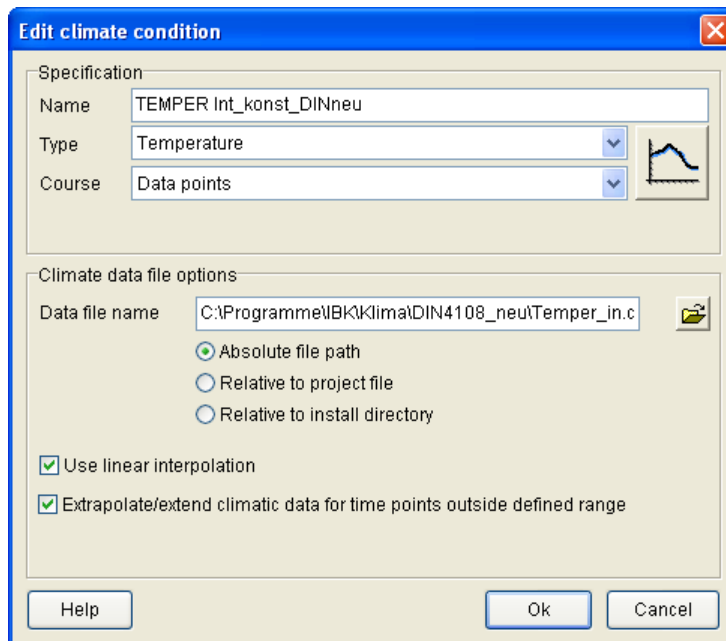 Edit climate condition
Specification
Name TEMPER Int_konst_DINneu
Type Temperature
Course Data points
Climate data file options
Data file name C:\Programme\IBK\Klima\DIN4108_neu\Temper_in.c
Absolute file path
Relative to project file
Relative to install directory
Use linear interpolation
Extrapolate/extend climatic data for time points outside defined range
Help Ok Cancel